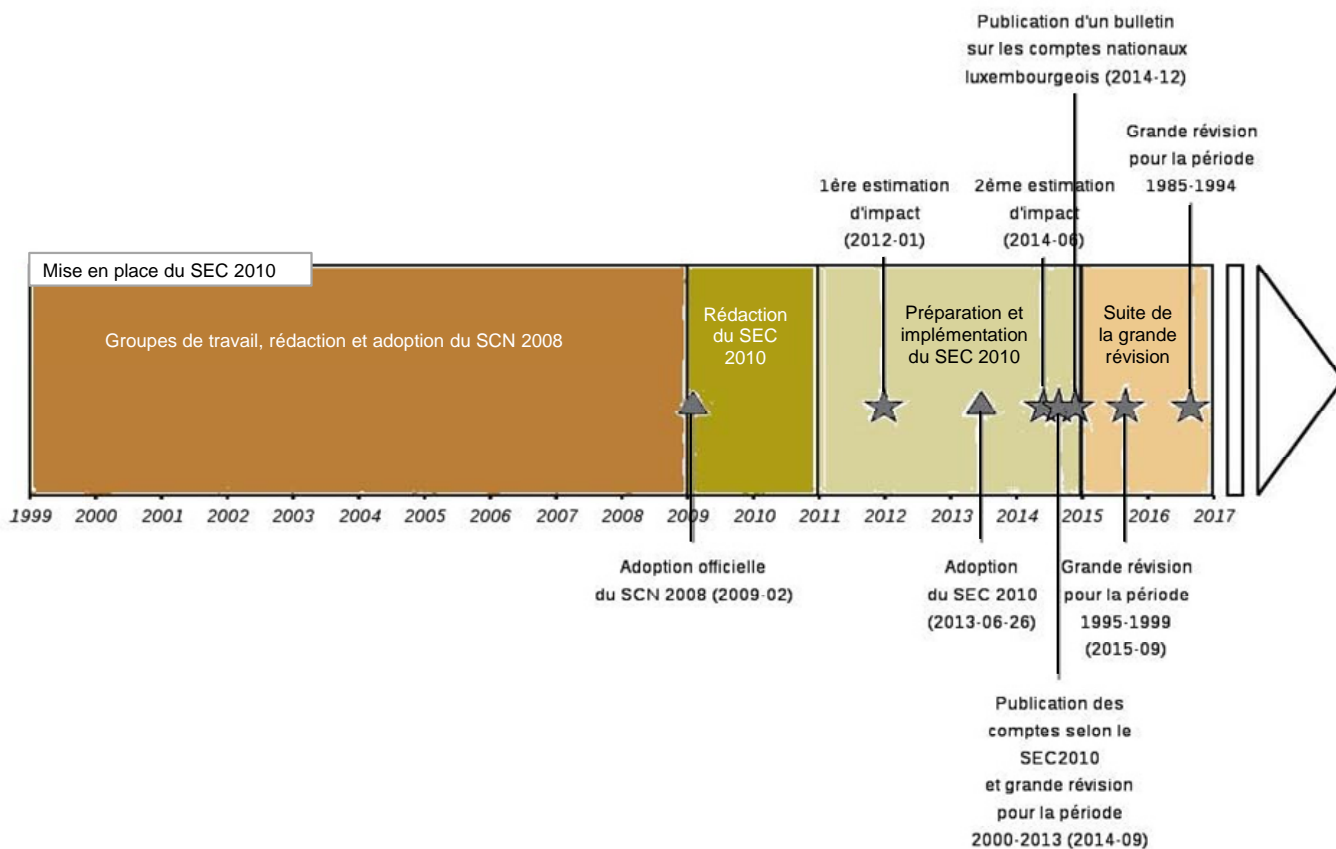 Publication d'un bulletin
sur les comptes nationaux
luxembourgeois (2014-12)
Grande révision
pour la période
1985-1994
1ère estimation
d'impact
(2012-01)
2ème estimation
d'impact
(2014-06)
Mise en place du SEC 2010
Groupes de travail, rédaction et adoption du SCN 2008
Rédaction
du SEC
2010
Préparation et
implémentation
du SEC 2010
Suite de
la grande
révision
1999 2000 2001 2002 2003 2004 2005 2006 2007 2008 2009 2010 2011 2012 2013 2014 2015 2016 2017
Adoption officielle
du SCN 2008 (2009-02)
Adoption
du SEC 2010
(2013-06-26)
Grande révision
pour la période
1995-1999
(2015-09)
Publication des
comptes selon le
SEC2010
et grande révision
pour la période
2000-2013 (2014-09)